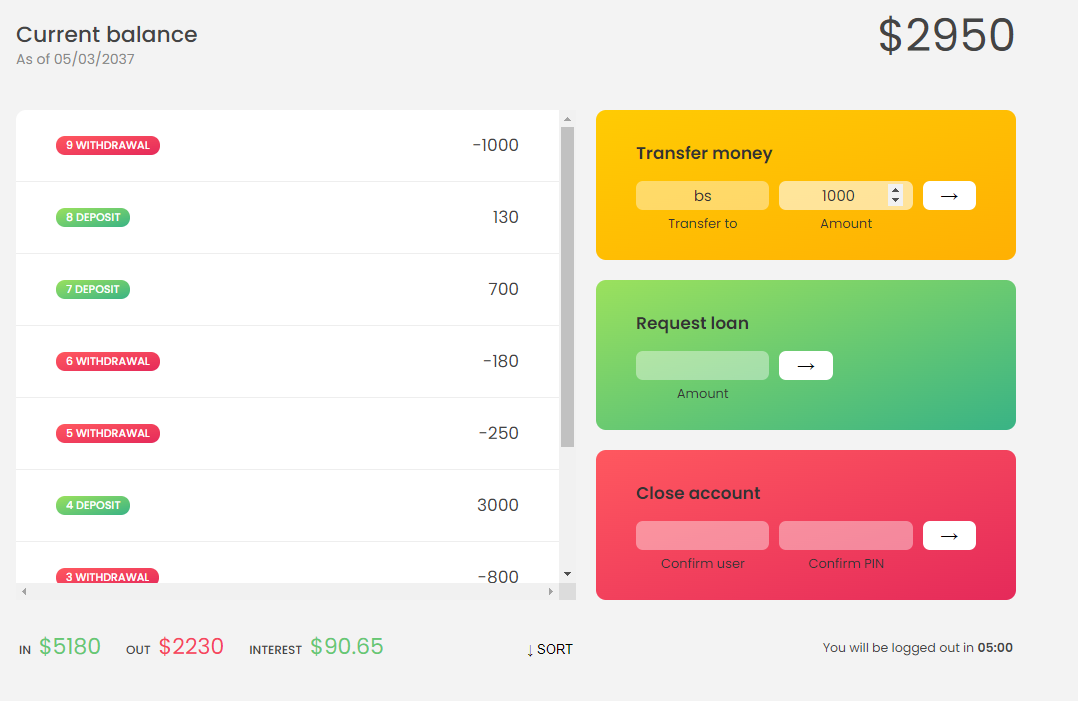 Current balance
As of 05/03/2037
$2950
9 WITHDRAWAL -1000
8 DEPOSIT 130
7 DEPOSIT 700
6 WITHDRAWAL -180
5 WITHDRAWAL -250
4 DEPOSIT 3000
3 WITHDRAWAL -800
Transfer money
bs 1000 →
Transfer to Amount
Request loan
→
Amount
Close account
→
Confirm user Confirm PIN
IN $5180 OUT $2230 INTEREST $90.65 ↓ SORT
You will be logged out in 05:00